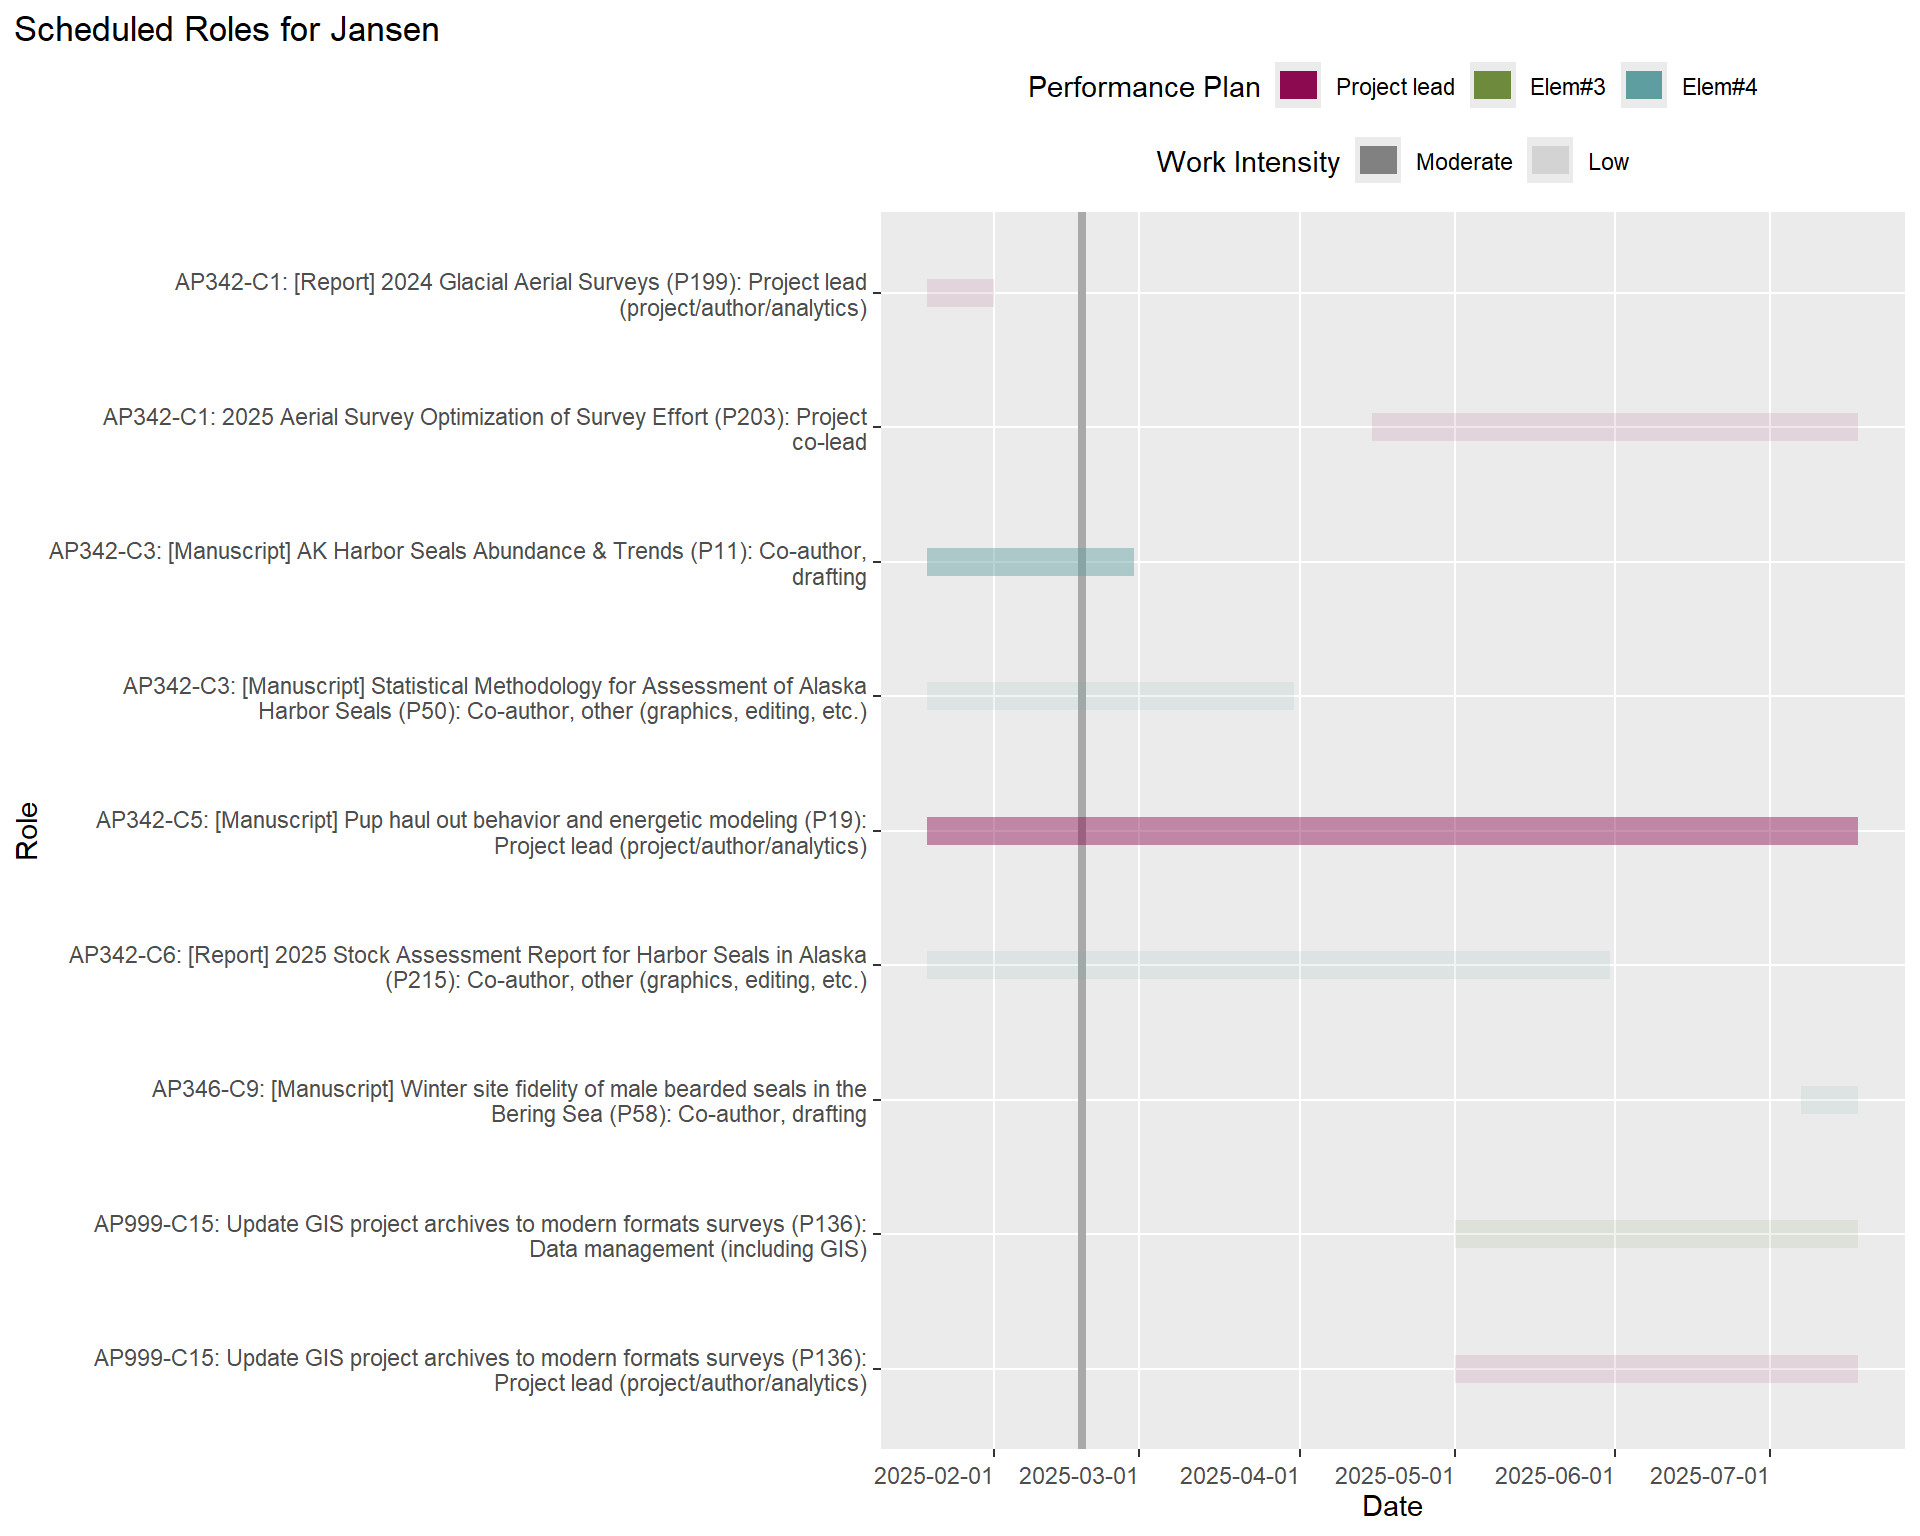 Scheduled Roles for Jansen
Performance Plan Project lead Elem#3 Elem#4
Work Intensity Moderate Low
AP342-C1: [Report] 2024 Glacial Aerial Surveys (P199): Project lead
(project/author/analytics)
AP342-C1: 2025 Aerial Survey Optimization of Survey Effort (P203): Project
co-lead
AP342-C3: [Manuscript] AK Harbor Seals Abundance & Trends (P11): Co-author,
drafting
AP342-C3: [Manuscript] Statistical Methodology for Assessment of Alaska
Harbor Seals (P50): Co-author, other (graphics, editing, etc.)
Role
AP342-C5: [Manuscript] Pup haul out behavior and energetic modeling (P19):
Project lead (project/author/analytics)
AP342-C6: [Report] 2025 Stock Assessment Report for Harbor Seals in Alaska
(P215): Co-author, other (graphics, editing, etc.)
AP346-C9: [Manuscript] Winter site fidelity of male bearded seals in the
Bering Sea (P58): Co-author, drafting
AP999-C15: Update GIS project archives to modern formats surveys (P136):
Data management (including GIS)
AP999-C15: Update GIS project archives to modern formats surveys (P136):
Project lead (project/author/analytics)
2025-02-01 2025-03-01 2025-04-01 2025-05-01 2025-06-01 2025-07-01
Date